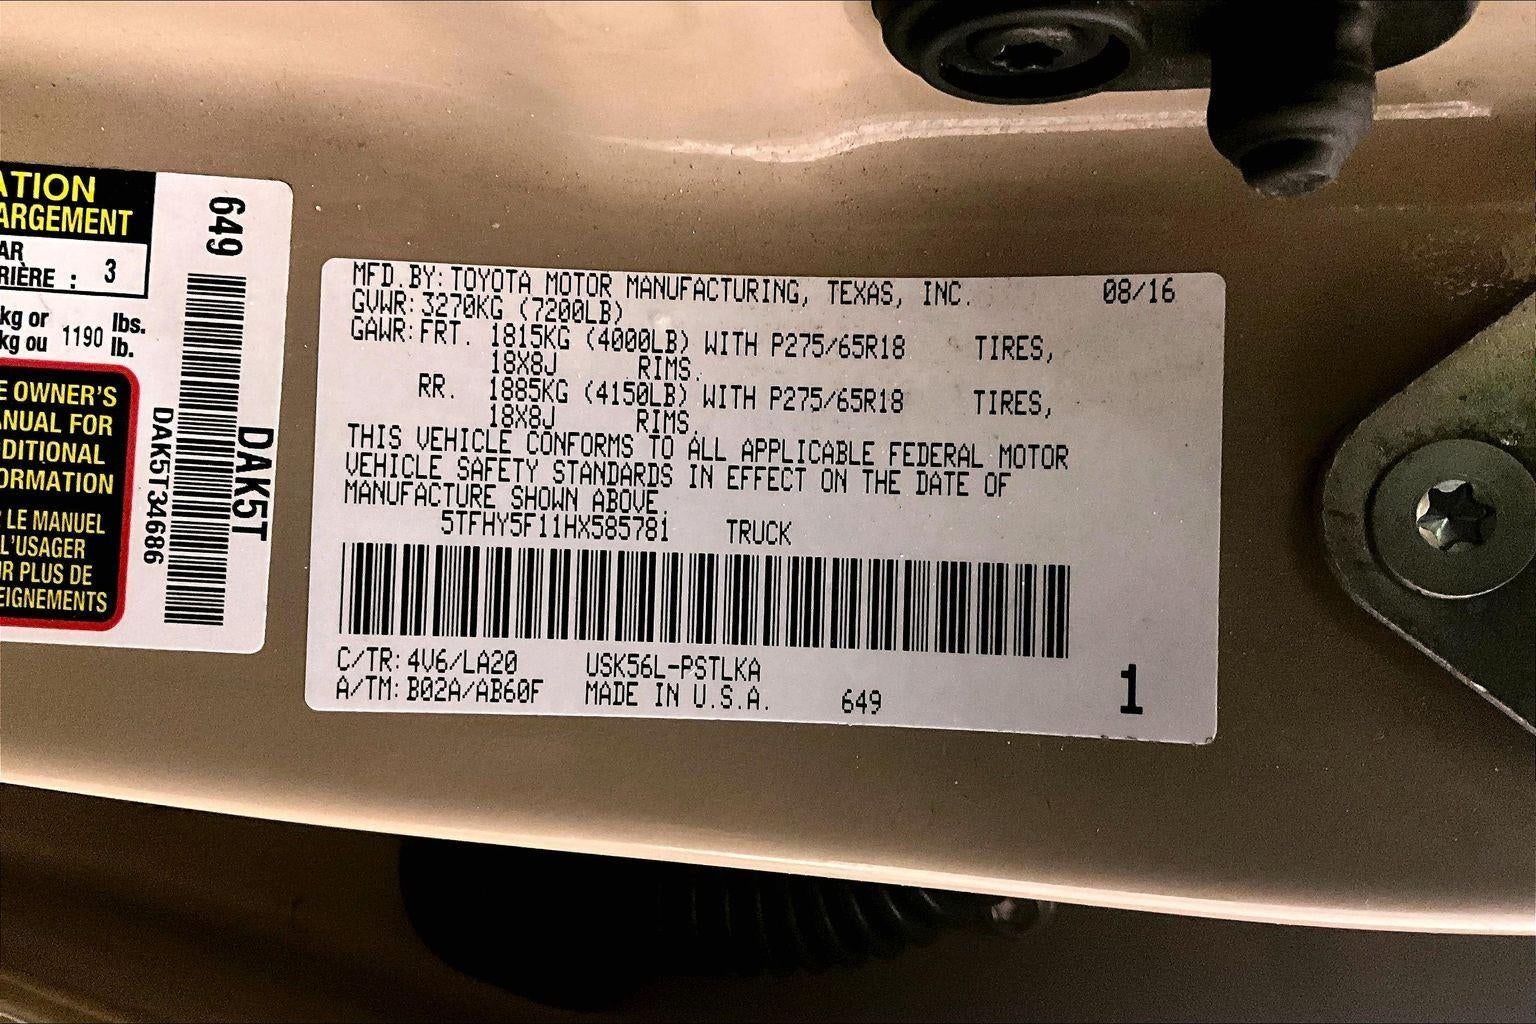 ATION
ARGEMENT
AR
RIÈRE : 3
kg or
kg ou 1190 lbs.
lb.
E OWNER'S
ANUAL FOR
DDITIONAL
ORMATION
LE MANUEL
L'USAGER
UR PLUS DE
EIGNEMENTS
649
DAK5T
DAK5T34686
MFD.BY: TOYOTA MOTOR MANUFACTURING, TEXAS, INC. 08/16
GVWR: 3270KG (7200LB)
GAWR: FRT. 1815KG (4000LB) WITH P275/65R18 TIRES,
18X8J RIMS.
RR. 1885KG (4150LB) WITH P275/65R18 TIRES,
18X8J RIMS.
THIS VEHICLE CONFORMS TO ALL APPLICABLE FEDERAL MOTOR
VEHICLE SAFETY STANDARDS IN EFFECT ON THE DATE OF
MANUFACTURE SHOWN ABOVE.
5TFHY5F11HX585781 TRUCK
C/TR: 4V6/LA20 USK56L-PSTLKA
A/TM: B02A/AB60F MADE IN U.S.A. 649 1